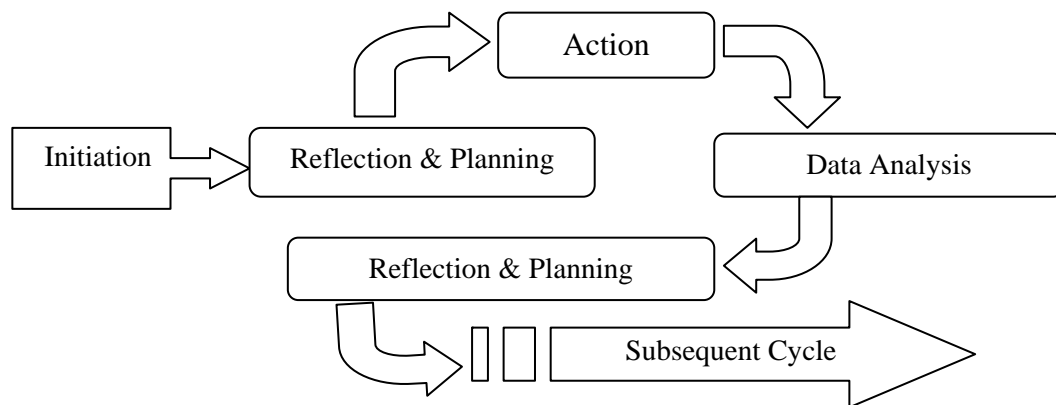 Action
Initiation
Reflection & Planning
Data Analysis
Reflection & Planning
Subsequent Cycle